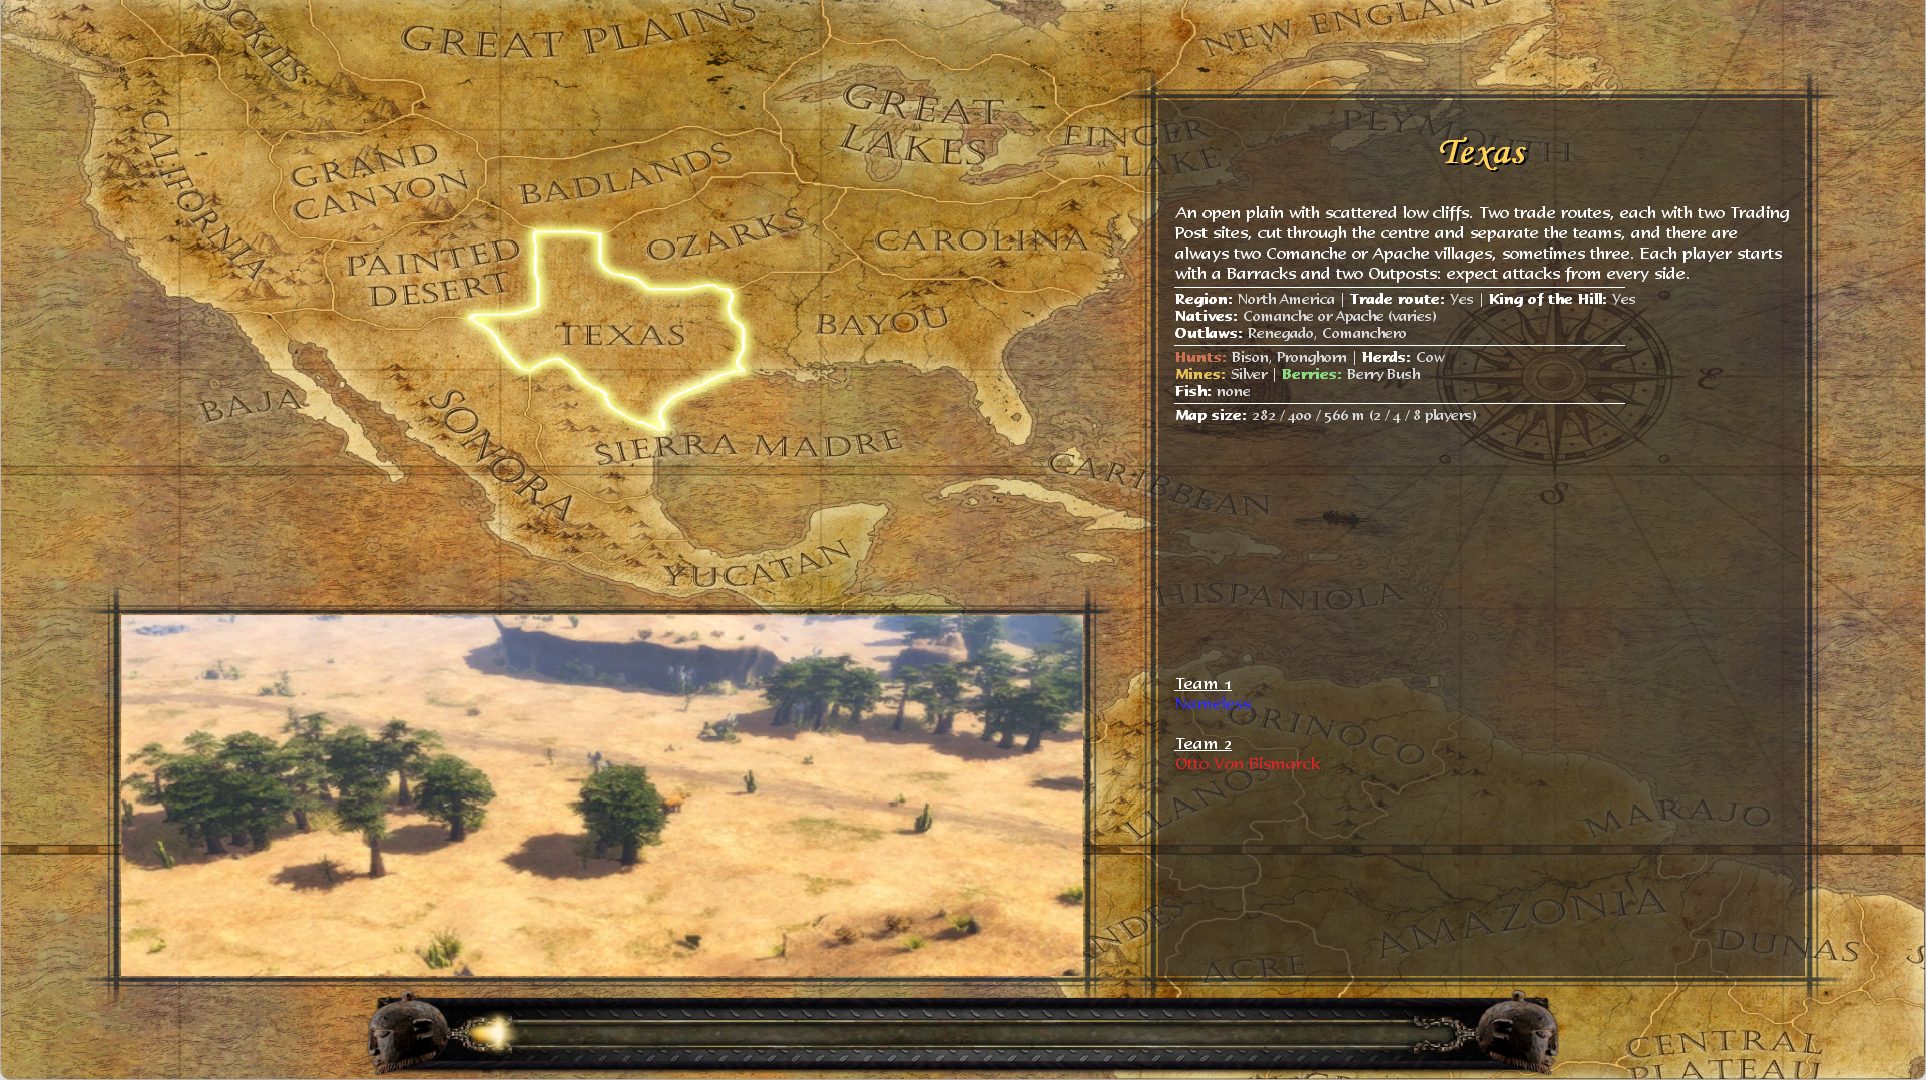 GREAT PLAINS
NEW ENGLAND
GREAT
LAKES
FINGER
LAKE
PLYMOUTH
CALIFORNIA
GRAND
CANYON
BADLANDS
PAINTED
DESERT
OZARKS
CAROLINA
TEXAS
BAYOU
BAJA
SONORA
SIERRA MADRE
CARIBBEAN
YUCATAN
HISPANIOLA
Texas
An open plain with scattered low cliffs. Two trade routes, each with two Trading
Post sites, cut through the centre and separate the teams, and there are
always two Comanche or Apache villages, sometimes three. Each player starts
with a Barracks and two Outposts: expect attacks from every side.
Region: North America | Trade route: Yes | King of the Hill: Yes
Natives: Comanche or Apache (varies)
Outlaws: Renegado, Comanchero
Hunts: Bison, Pronghorn | Herds: Cow
Mines: Silver | Berries: Berry Bush
Fish: none
Map size: 282 / 400 / 566 m (2 / 4 / 8 players)
E
S
Team 1
Nameless
Team 2
Otto Von Bismarck
ORINOCO
LLANOS
MARAJO
AMAZONIA
ACRE
DUNAS
CENTRAL
PLATEAU